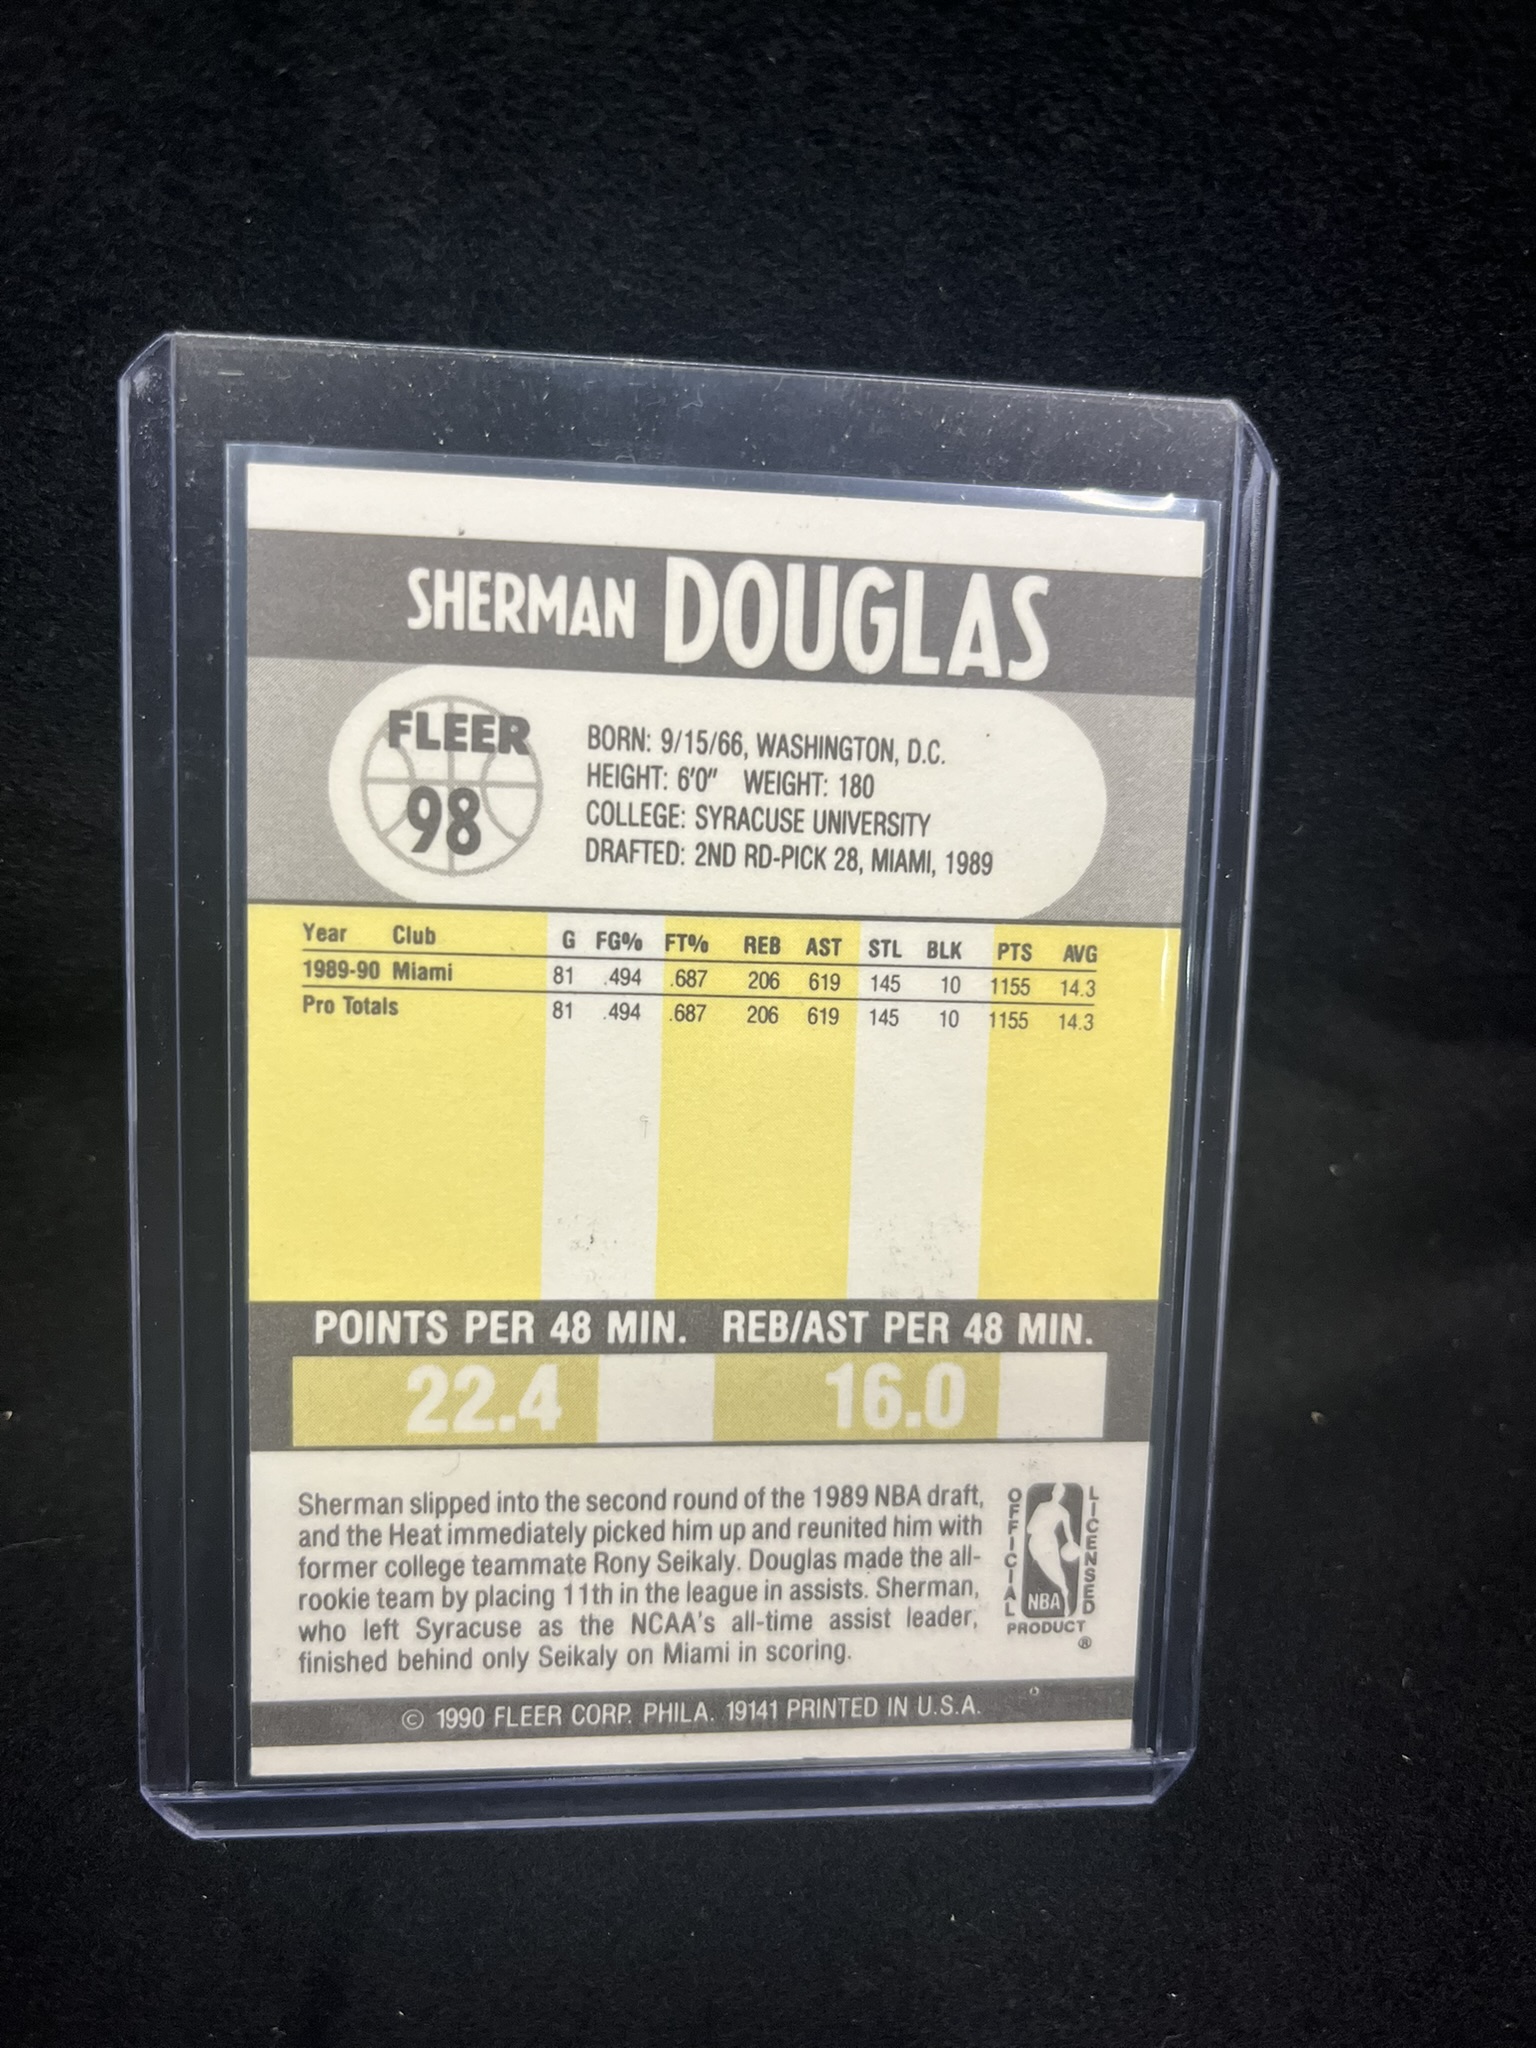 SHERMAN DOUGLAS
FLEER
98
BORN: 9/15/66, WASHINGTON, D.C.
HEIGHT: 6'0" WEIGHT: 180
COLLEGE: SYRACUSE UNIVERSITY
DRAFTED: 2ND RD-PICK 28, MIAMI, 1989
Year Club G FG% FT% REB AST STL BLK PTS AVG
1989-90 Miami 81 .494 .687 206 619 145 10 1155 14.3
Pro Totals 81 .494 .687 206 619 145 10 1155 14.3
POINTS PER 48 MIN. REB/AST PER 48 MIN.
22.4 16.0
Sherman slipped into the second round of the 1989 NBA draft,
and the Heat immediately picked him up and reunited him with
former college teammate Rony Seikaly. Douglas made the all-
rookie team by placing 11th in the league in assists. Sherman,
who left Syracuse as the NCAA's all-time assist leader,
finished behind only Seikaly on Miami in scoring.
OFFICIAL LICENSED
NBA
PRODUCT
®
© 1990 FLEER CORP. PHILA. 19141 PRINTED IN U.S.A.